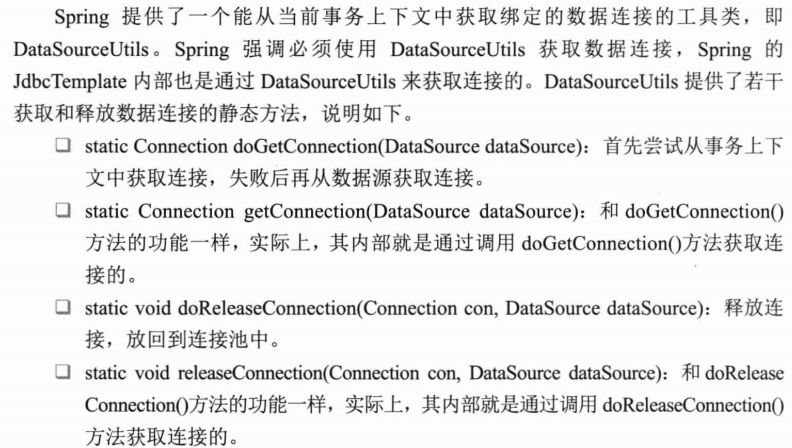 Spring 提供了一个能从当前事务上下文中获取绑定的数据连接的工具类，即
DataSourceUtils。Spring 强调必须使用 DataSourceUtils 获取数据连接，Spring 的
JdbcTemplate 内部也是通过 DataSourceUtils 来获取连接的。DataSourceUtils 提供了若干
获取和释放数据连接的静态方法，说明如下。
❑ static Connection doGetConnection(DataSource dataSource)：首先尝试从事务上下
文中获取连接，失败后再从数据源获取连接。
❑ static Connection getConnection(DataSource dataSource)：和 doGetConnection()
方法的功能一样，实际上，其内部就是通过调用 doGetConnection()方法获取连
接的。
❑ static void doReleaseConnection(Connection con, DataSource dataSource)：释放连
接，放回到连接池中。
❑ static void releaseConnection(Connection con, DataSource dataSource)：和 doRelease
Connection()方法的功能一样，实际上，其内部就是通过调用 doReleaseConnection()
方法获取连接的。